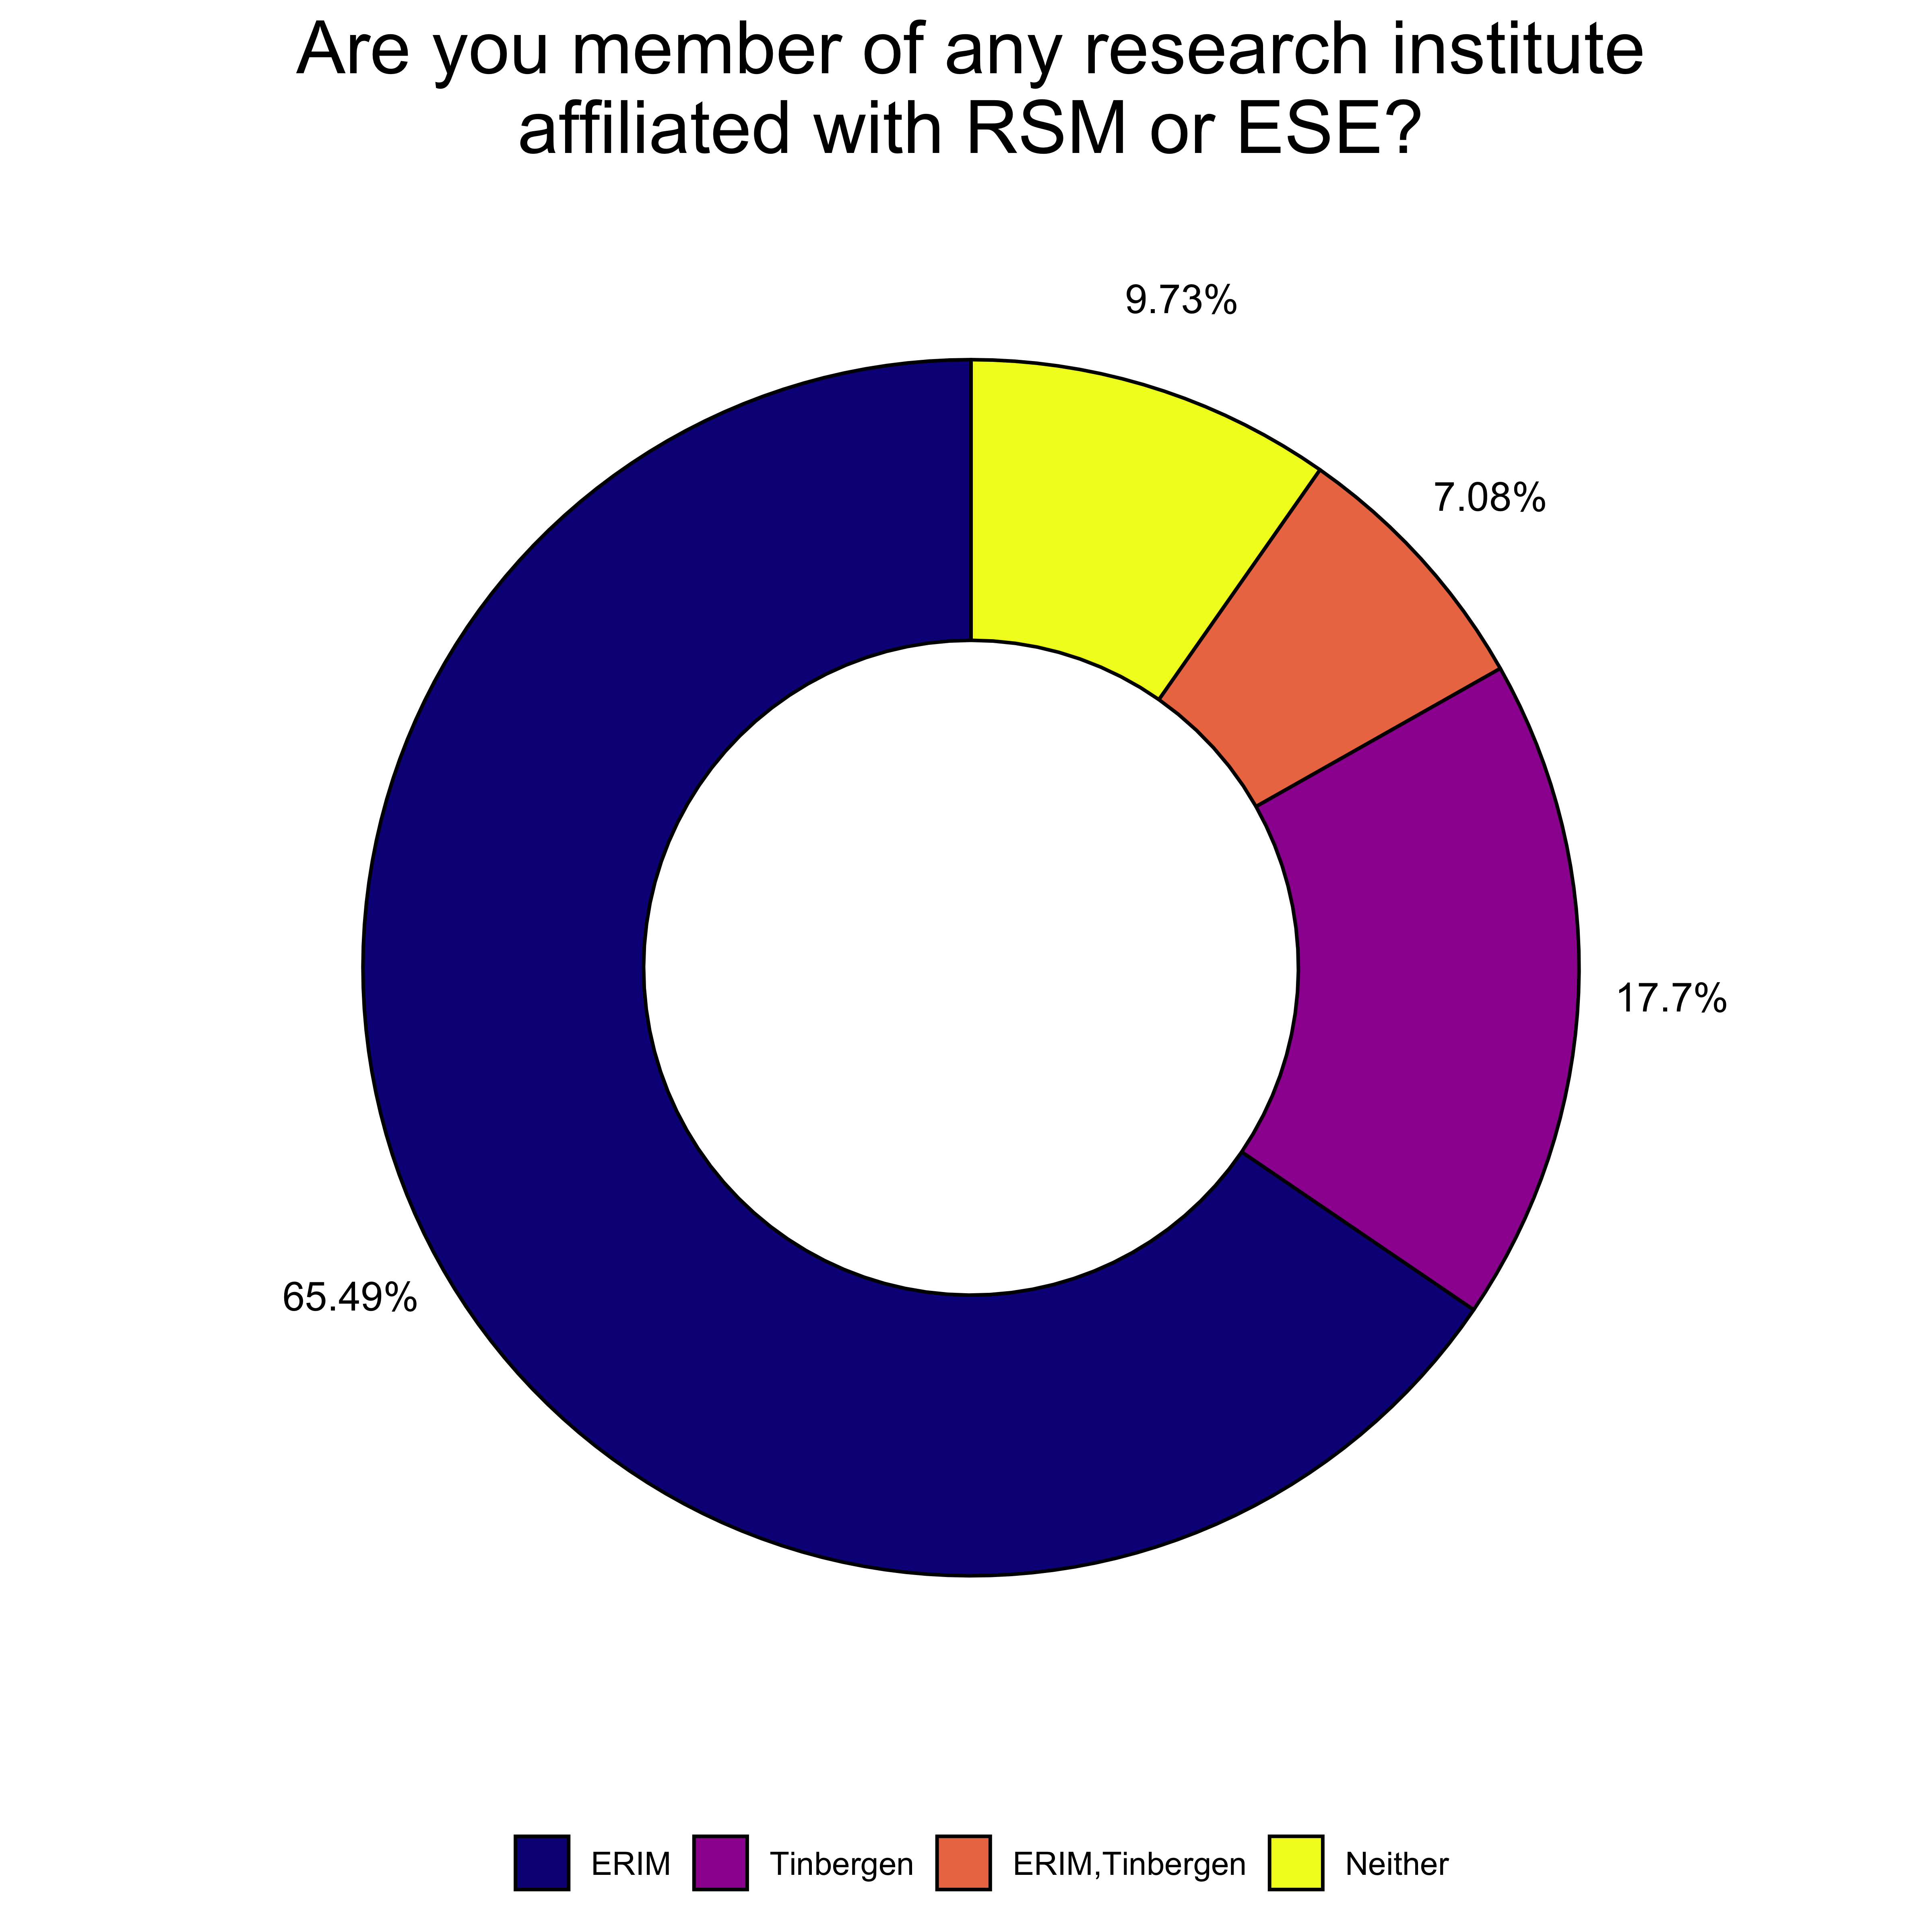 Are you member of any research institute
affiliated with RSM or ESE?
9.73%
7.08%
17.7%
65.49%
ERIM Tinbergen ERIM,Tinbergen Neither